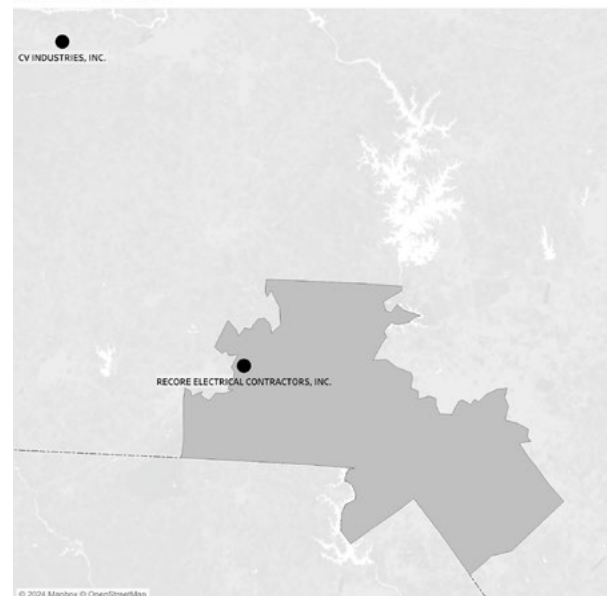 CV INDUSTRIES, INC.
RECORE ELECTRICAL CONTRACTORS, INC.
© 2024 Mapbox © OpenStreetMap